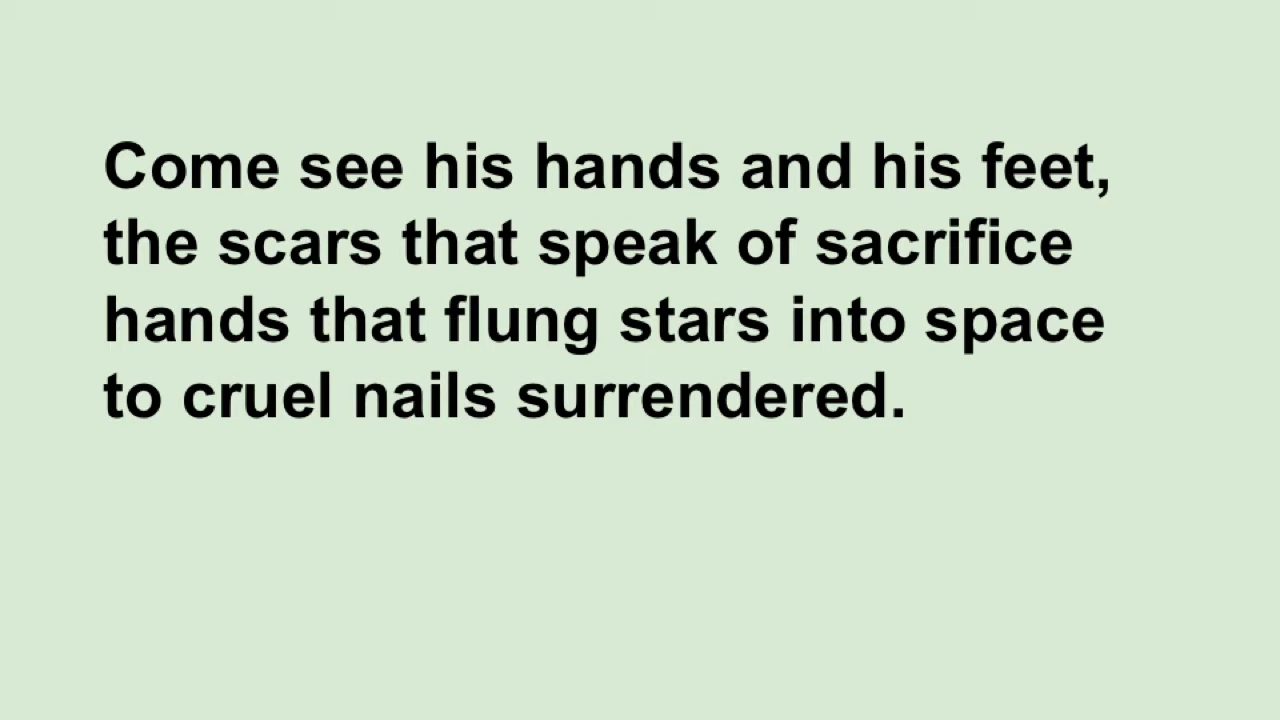 Come see his hands and his feet,
the scars that speak of sacrifice
hands that flung stars into space
to cruel nails surrendered.